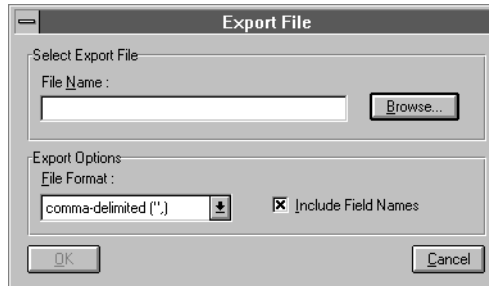 Export File
Select Export File
File Name :
Browse...
Export Options
File Format :
comma-delimited (",)
Include Field Names
OK
Cancel